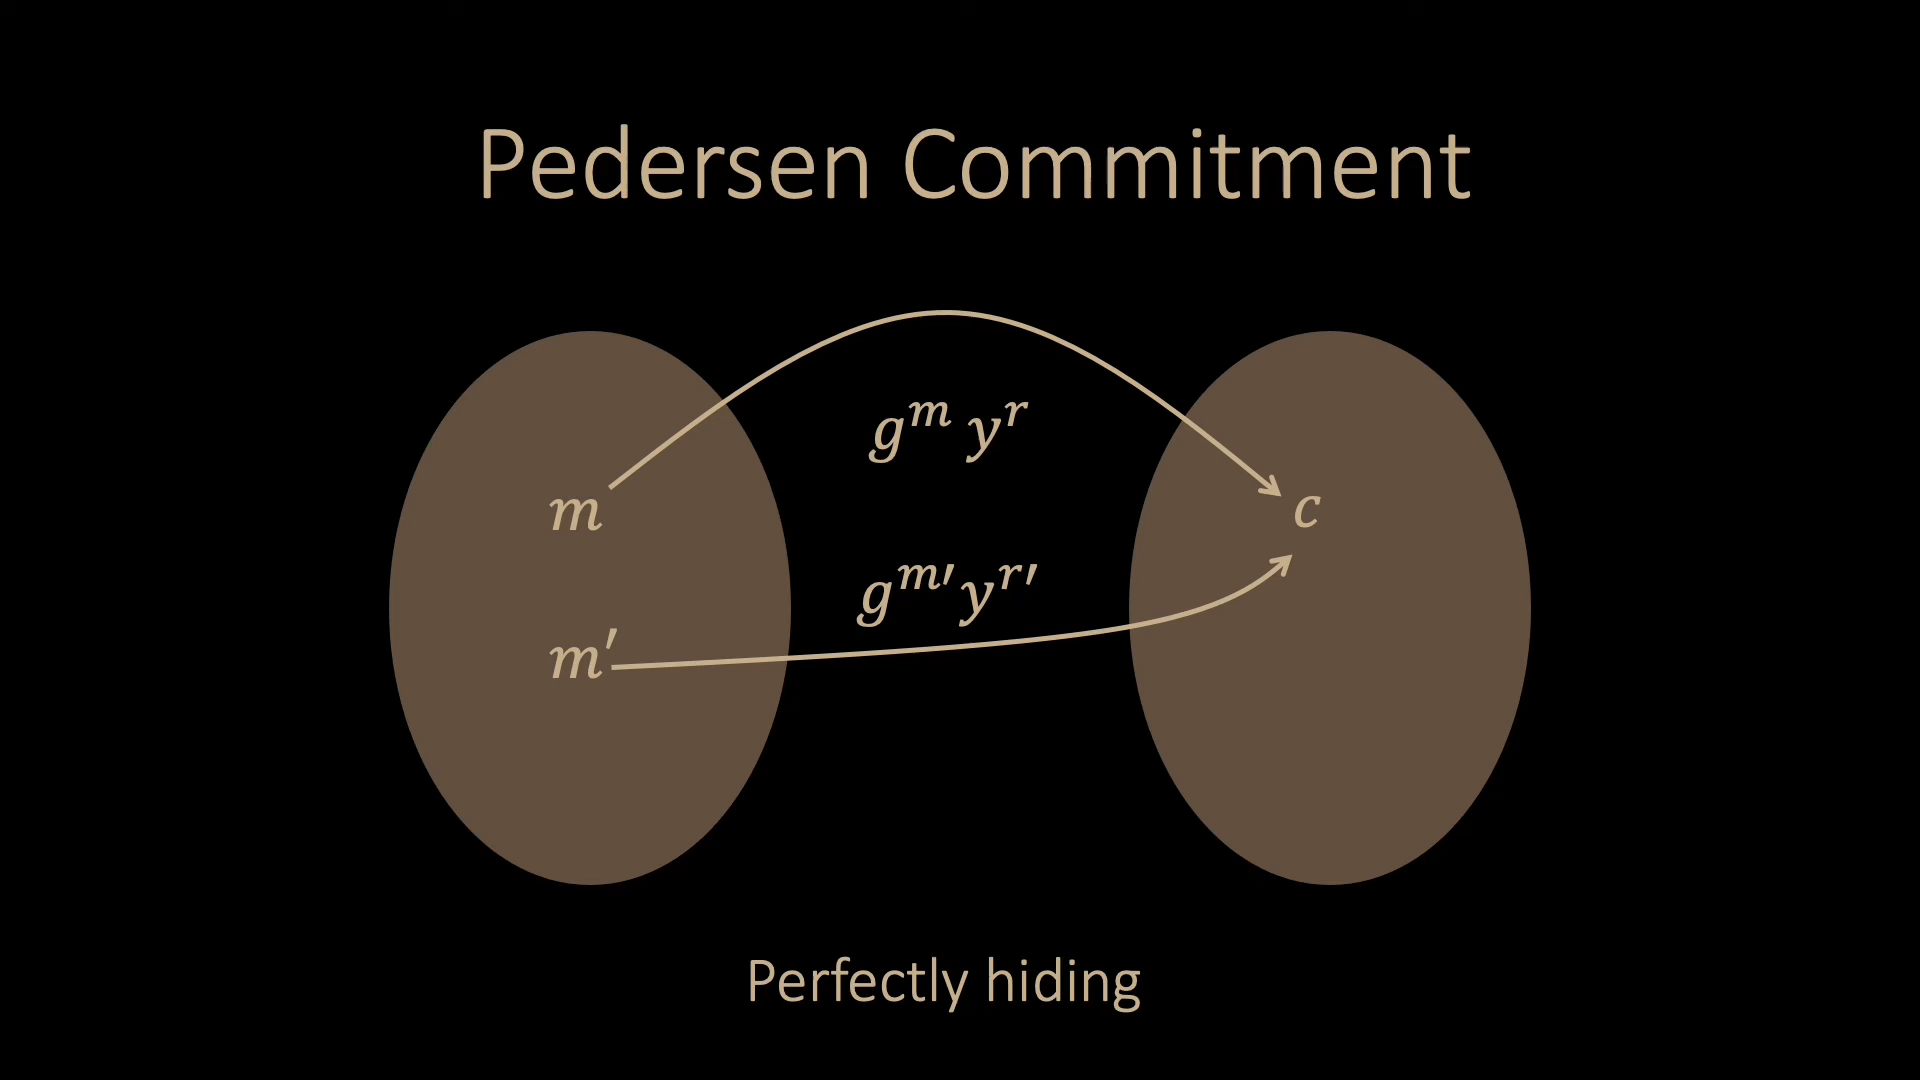 Pedersen Commitment
g^m y^r
m
c
g^m′ y^r′
m′
Perfectly hiding